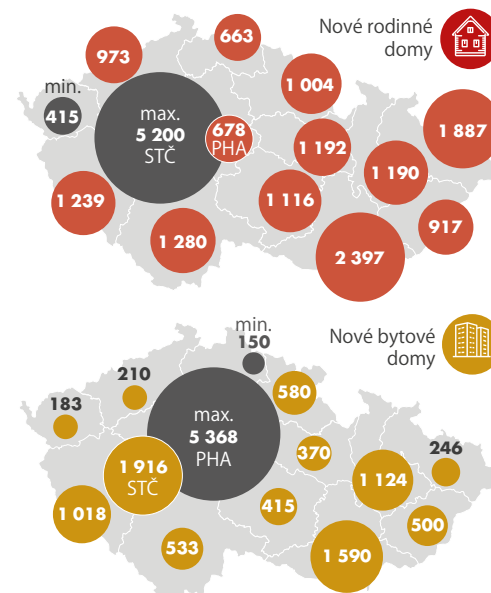 Nové rodinné
domy
663
973
1 004
min.
415
max.
5 200
STČ
678
PHA
1 887
1 192
1 190
1 239
1 116
917
1 280
2 397
Nové bytové
domy
min.
150
210
580
183
max.
5 368
PHA
370
246
1 916
STČ
1 124
1 018
415
500
533
1 590